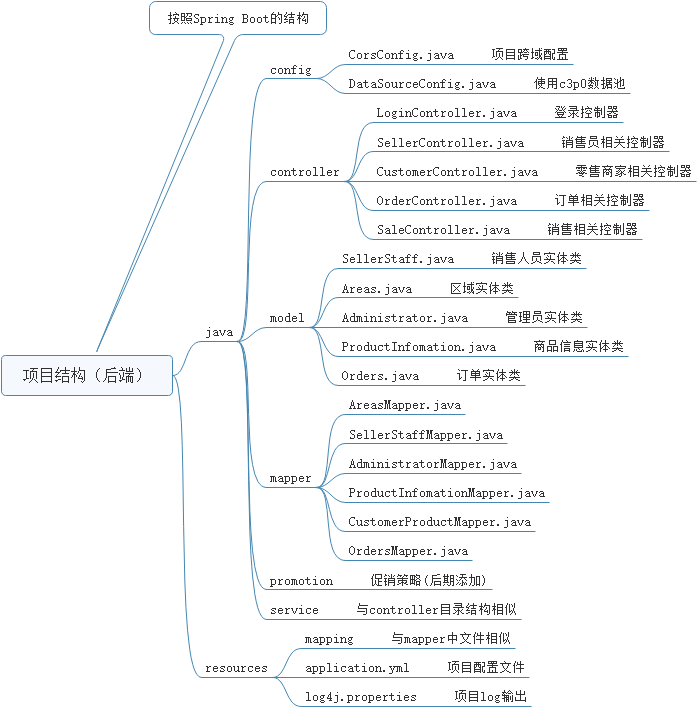 按照Spring Boot的结构
项目结构（后端）
java
config
CorsConfig.java 项目跨域配置
DataSourceConfig.java 使用c3p0数据池
controller
LoginController.java 登录控制器
SellerController.java 销售员相关控制器
CustomerController.java 零售商家相关控制器
OrderController.java 订单相关控制器
SaleController.java 销售相关控制器
model
SellerStaff.java 销售人员实体类
Areas.java 区域实体类
Administrator.java 管理员实体类
ProductInfomation.java 商品信息实体类
Orders.java 订单实体类
mapper
AreasMapper.java
SellerStaffMapper.java
AdministratorMapper.java
ProductInfomationMapper.java
CustomerProductMapper.java
OrdersMapper.java
promotion 促销策略(后期添加)
service 与controller目录结构相似
resources
mapping 与mapper中文件相似
application.yml 项目配置文件
log4j.properties 项目log输出